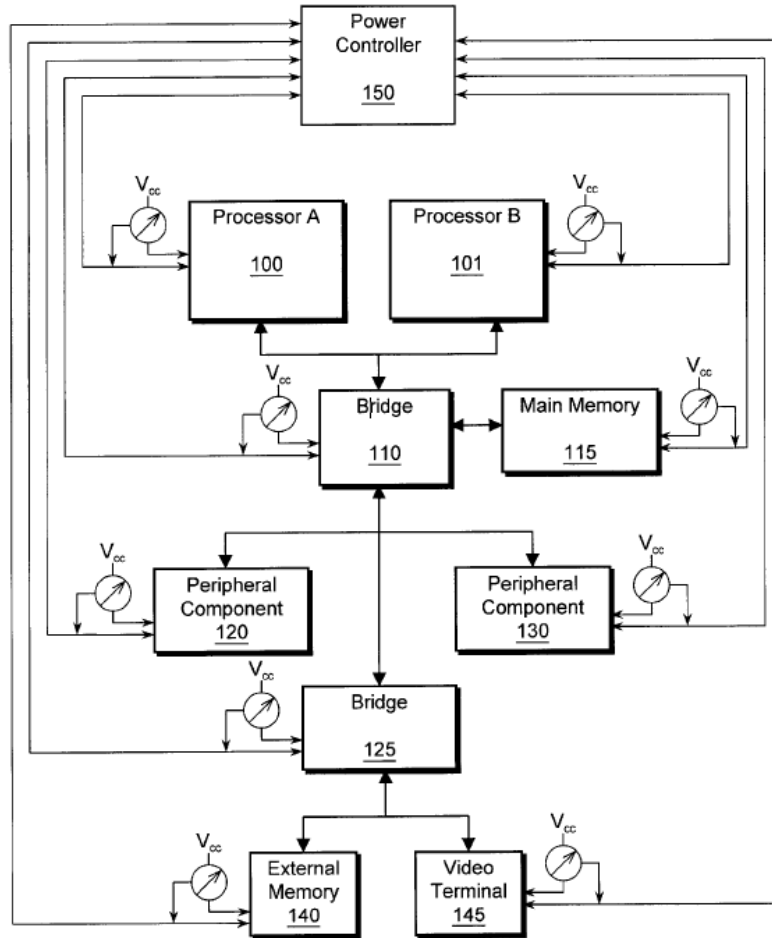 Power
Controller
150
Vcc
Processor A
100
Processor B
101
Vcc
Vcc
Bridge
110
Main Memory
115
Vcc
Vcc
Peripheral
Component
120
Peripheral
Component
130
Vcc
Vcc
Bridge
125
Vcc
External
Memory
140
Video
Terminal
145
Vcc